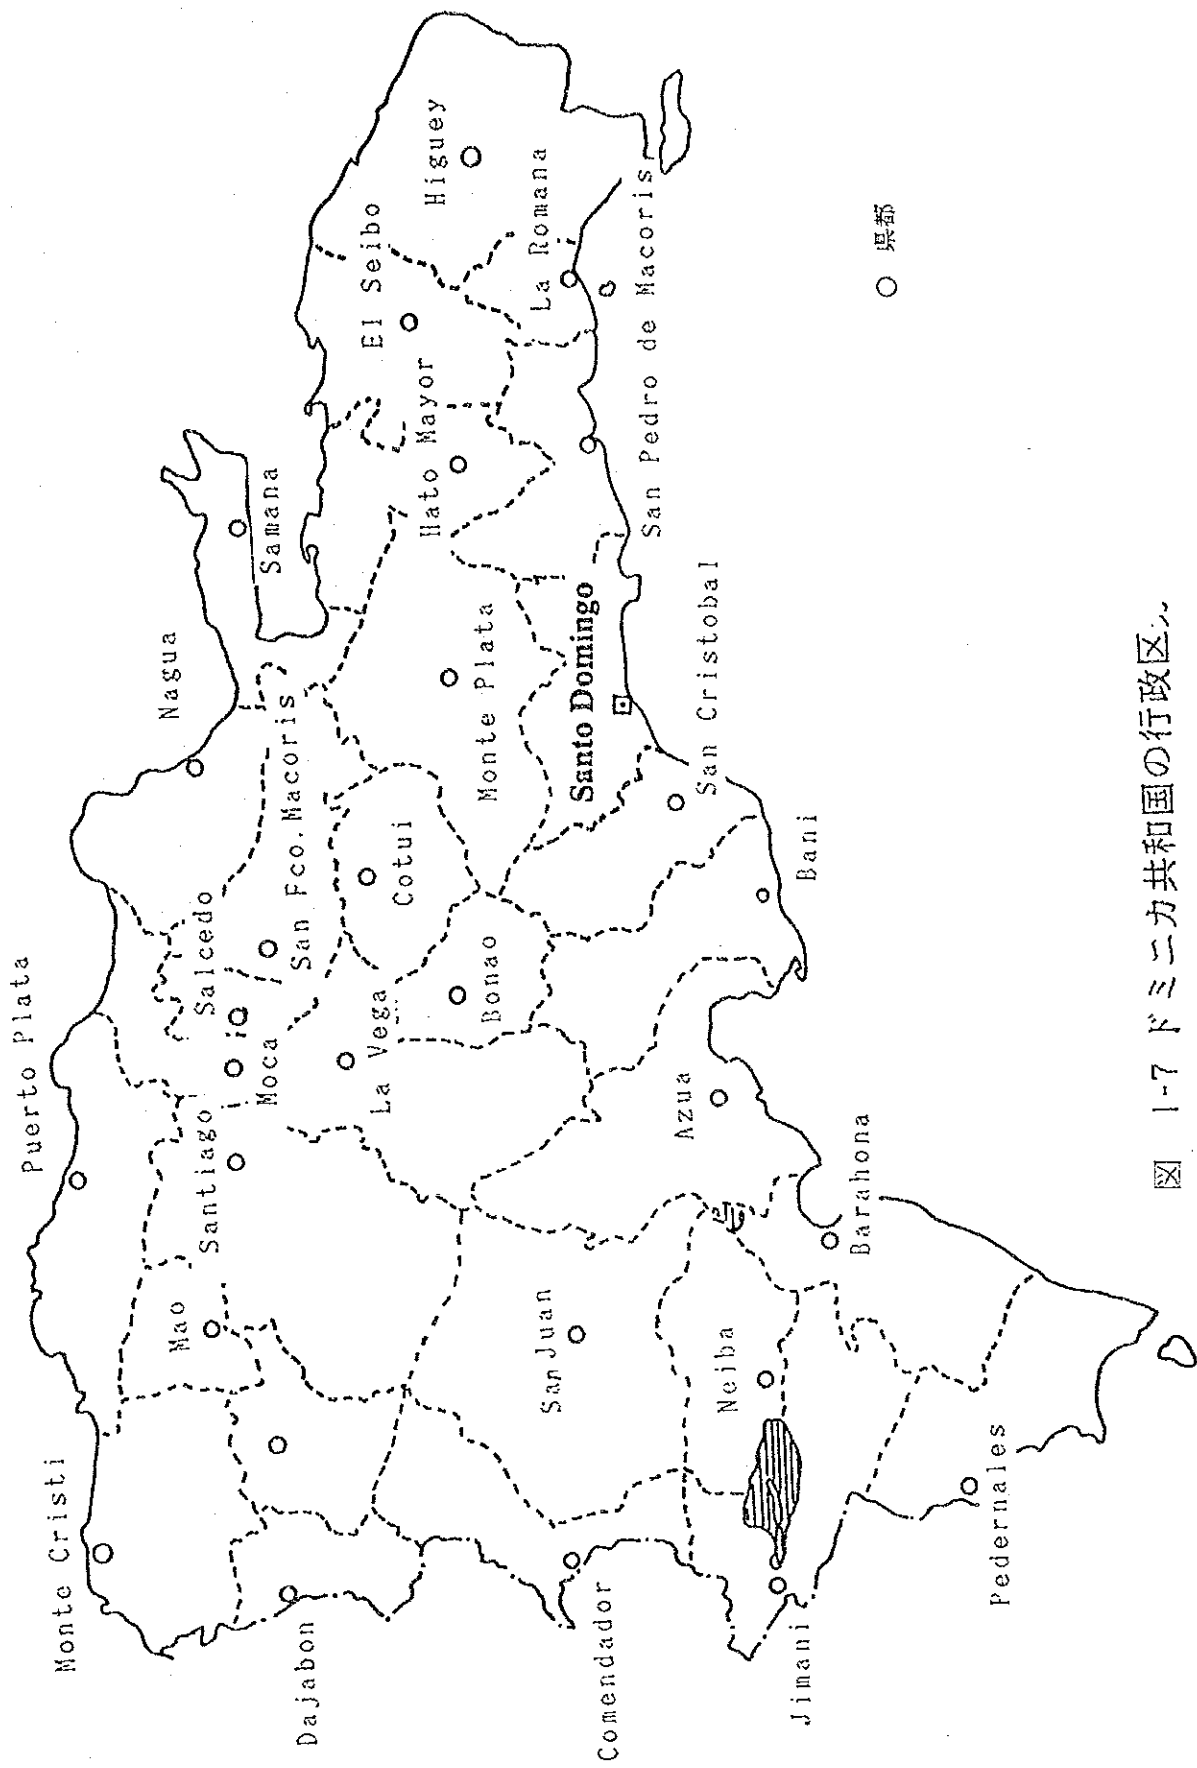 Monte Cristi
Puerto Plata
Nagua
Samana
Dajabon
Mao
Santiago
Moca
Salcedo
San Fco.Macoris
La Vega
Cotui
Bonao
Monte Plata
Hato Mayor
El Seibo
Higuey
La Romana
San Pedro de Macoris
Santo Domingo
San Cristobal
Bani
Azua
San Juan
Comendador
Neiba
Barahona
Jimani
Pedernales
○ 県都
図 1-7 ドミニカ共和国の行政区